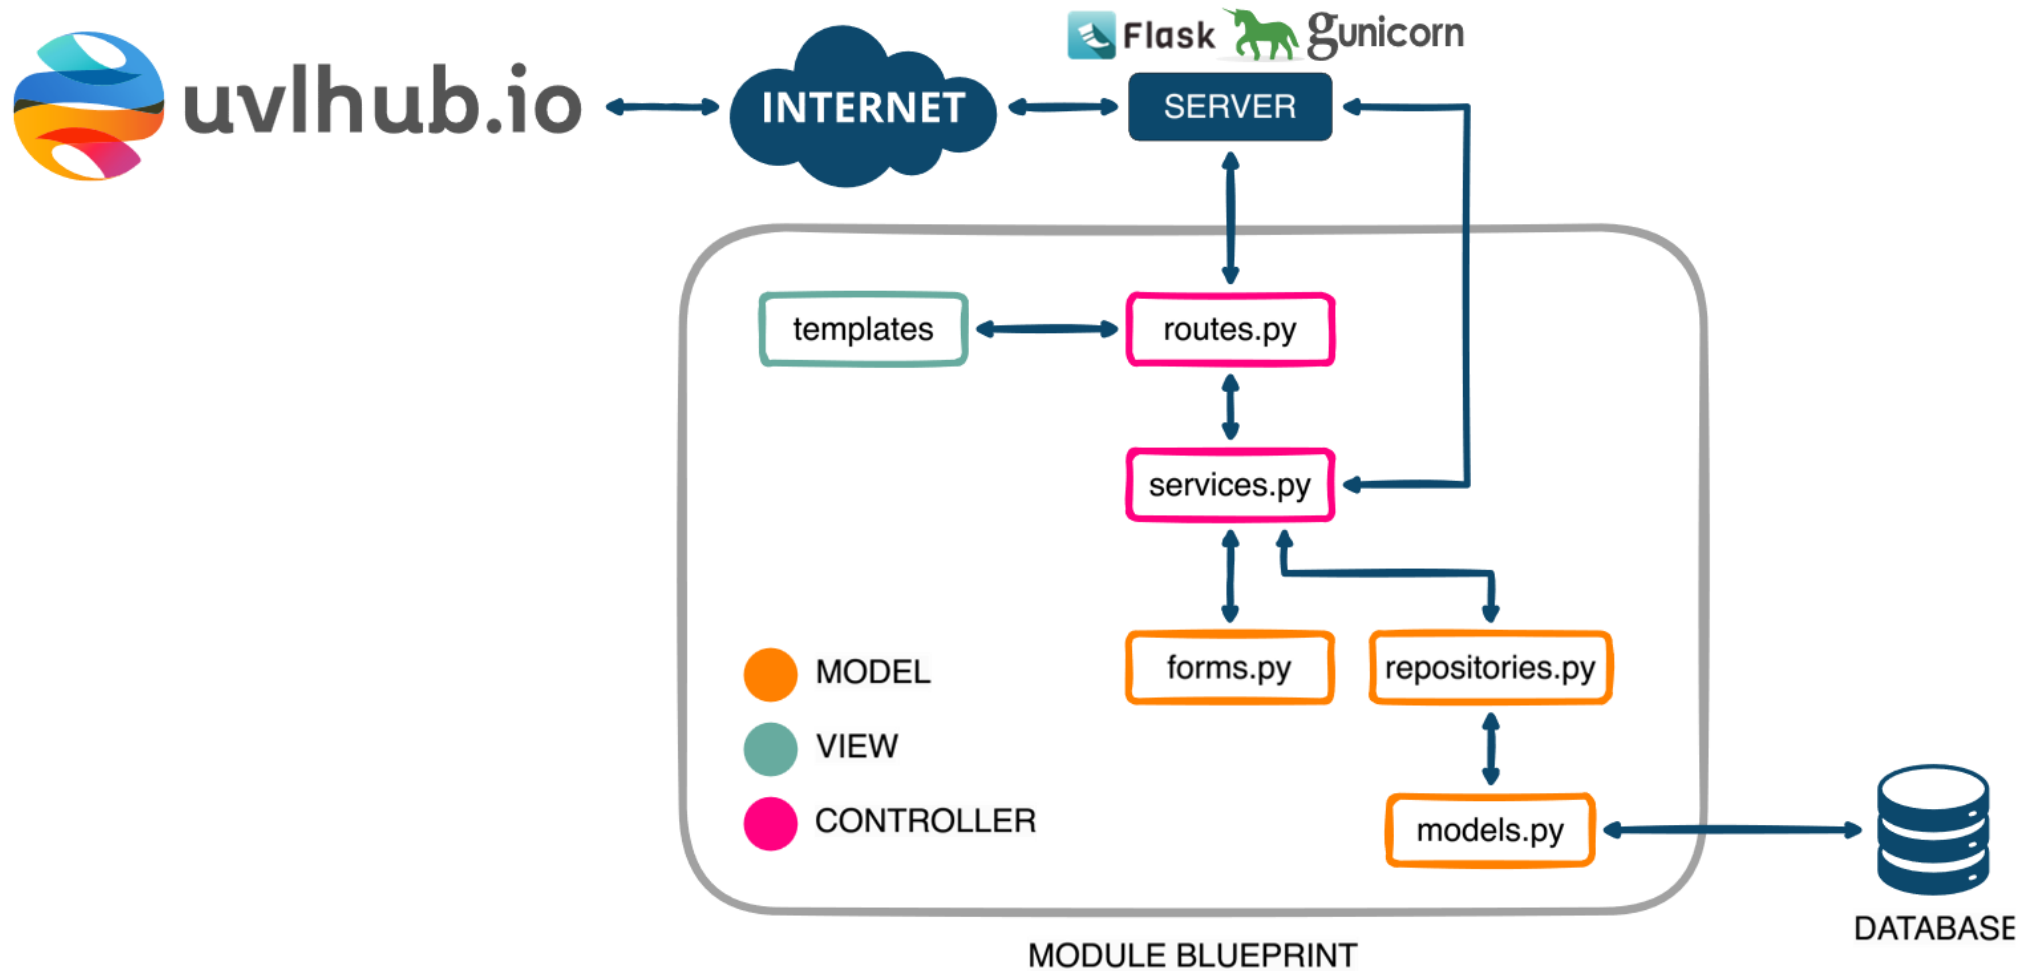 Flask gunicorn
uvlhub.io
INTERNET
SERVER
templates
routes.py
services.py
forms.py
repositories.py
MODEL
VIEW
CONTROLLER
models.py
DATABASE
MODULE BLUEPRINT